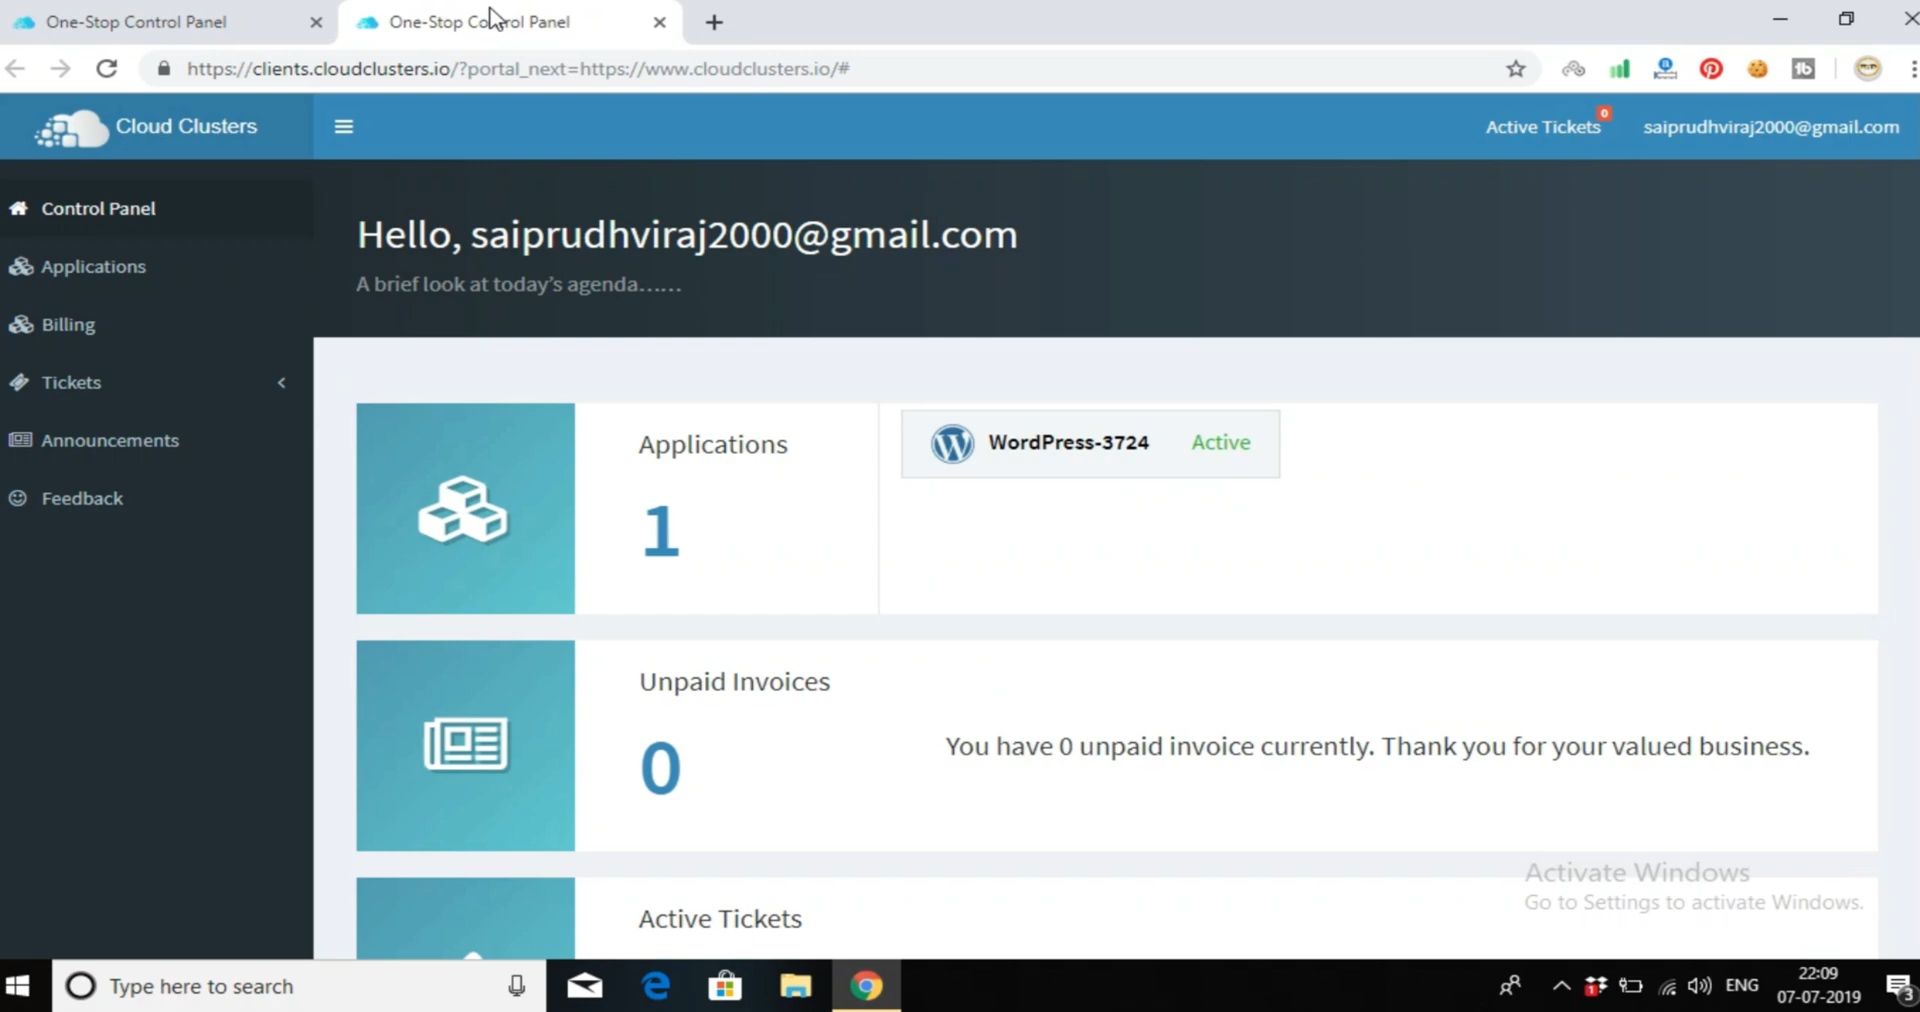 One-Stop Control Panel
One-Stop Control Panel
https://clients.cloudclusters.io/?portal_next=https://www.cloudclusters.io/#
Cloud Clusters
Active Tickets
0
saiprudhviraj2000@gmail.com
Control Panel
Applications
Billing
Tickets
Announcements
Feedback
Hello, saiprudhviraj2000@gmail.com
A brief look at today's agenda......
Applications
1
WordPress-3724 Active
Unpaid Invoices
0
You have 0 unpaid invoice currently. Thank you for your valued business.
Active Tickets
Activate Windows
Go to Settings to activate Windows.
Type here to search
1
ENG
22:09
07-07-2019
3